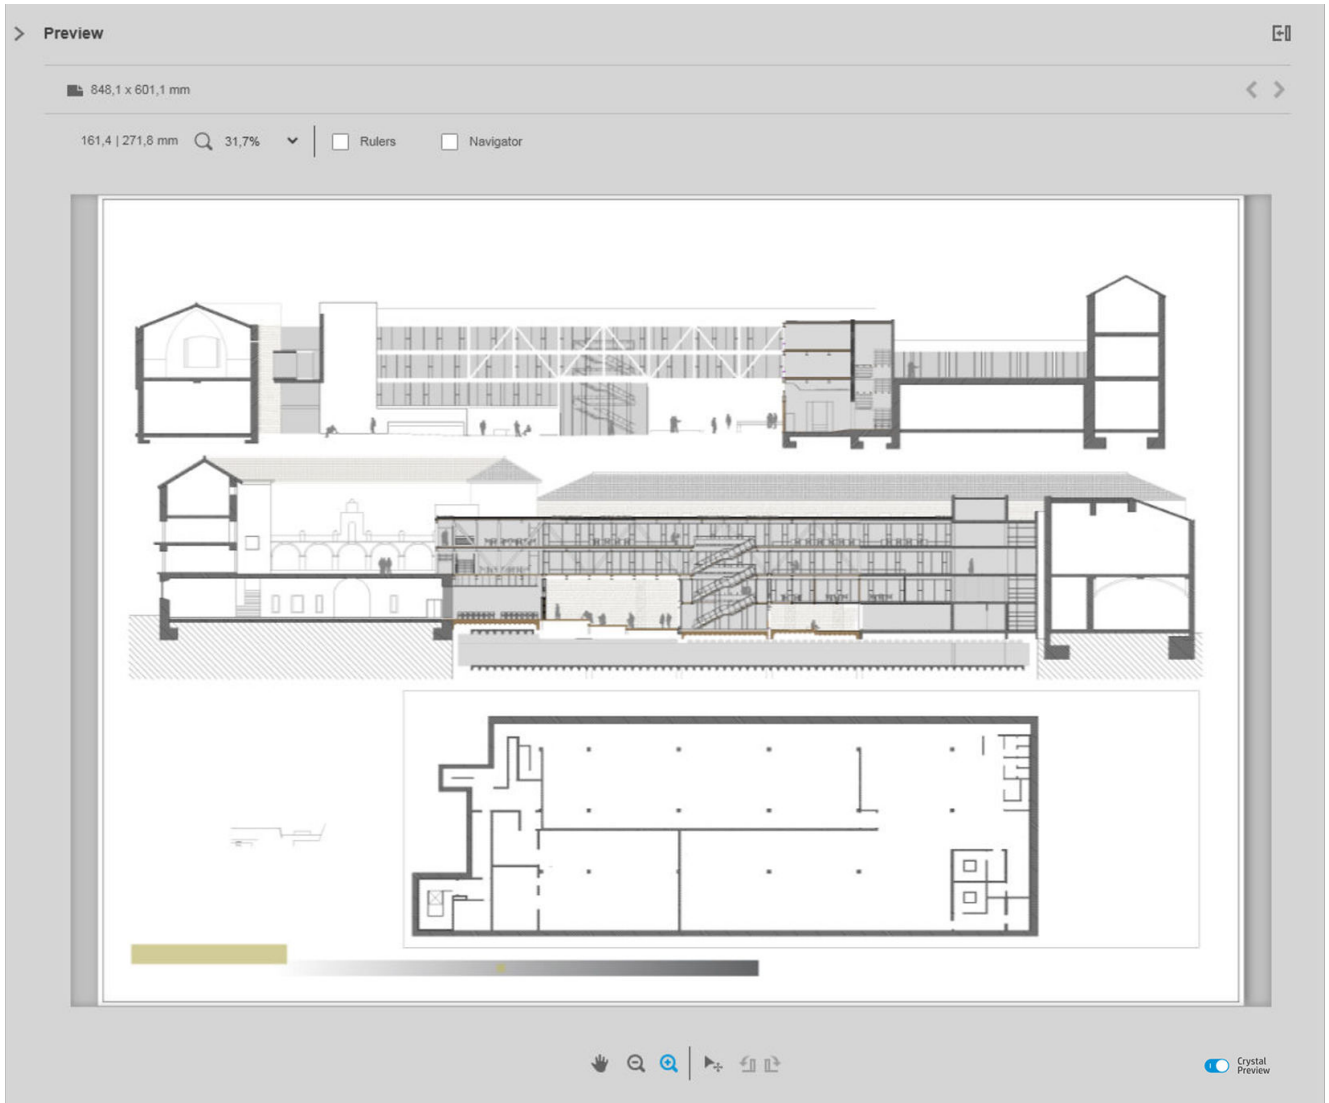 Preview
848,1 x 601,1 mm
161,4 | 271,8 mm 31,7% Rulers Navigator
Crystal
Preview